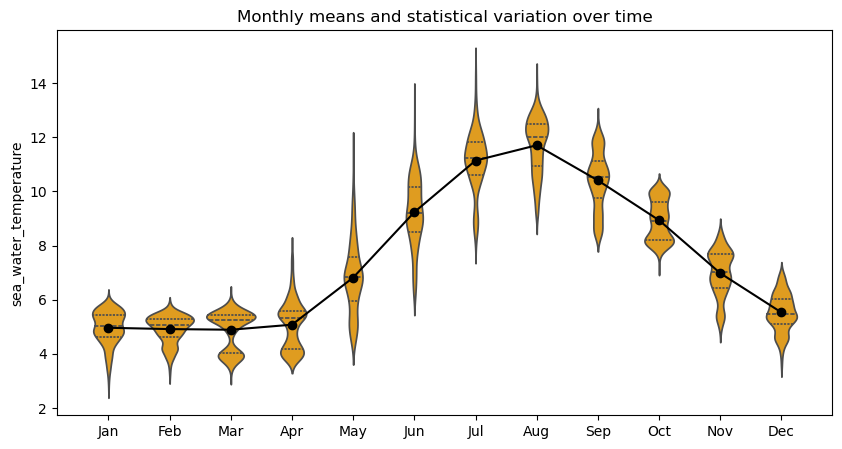 Monthly means and statistical variation over time
sea_water_temperature
14
12
10
8
6
4
2
Jan Feb Mar Apr May Jun Jul Aug Sep Oct Nov Dec